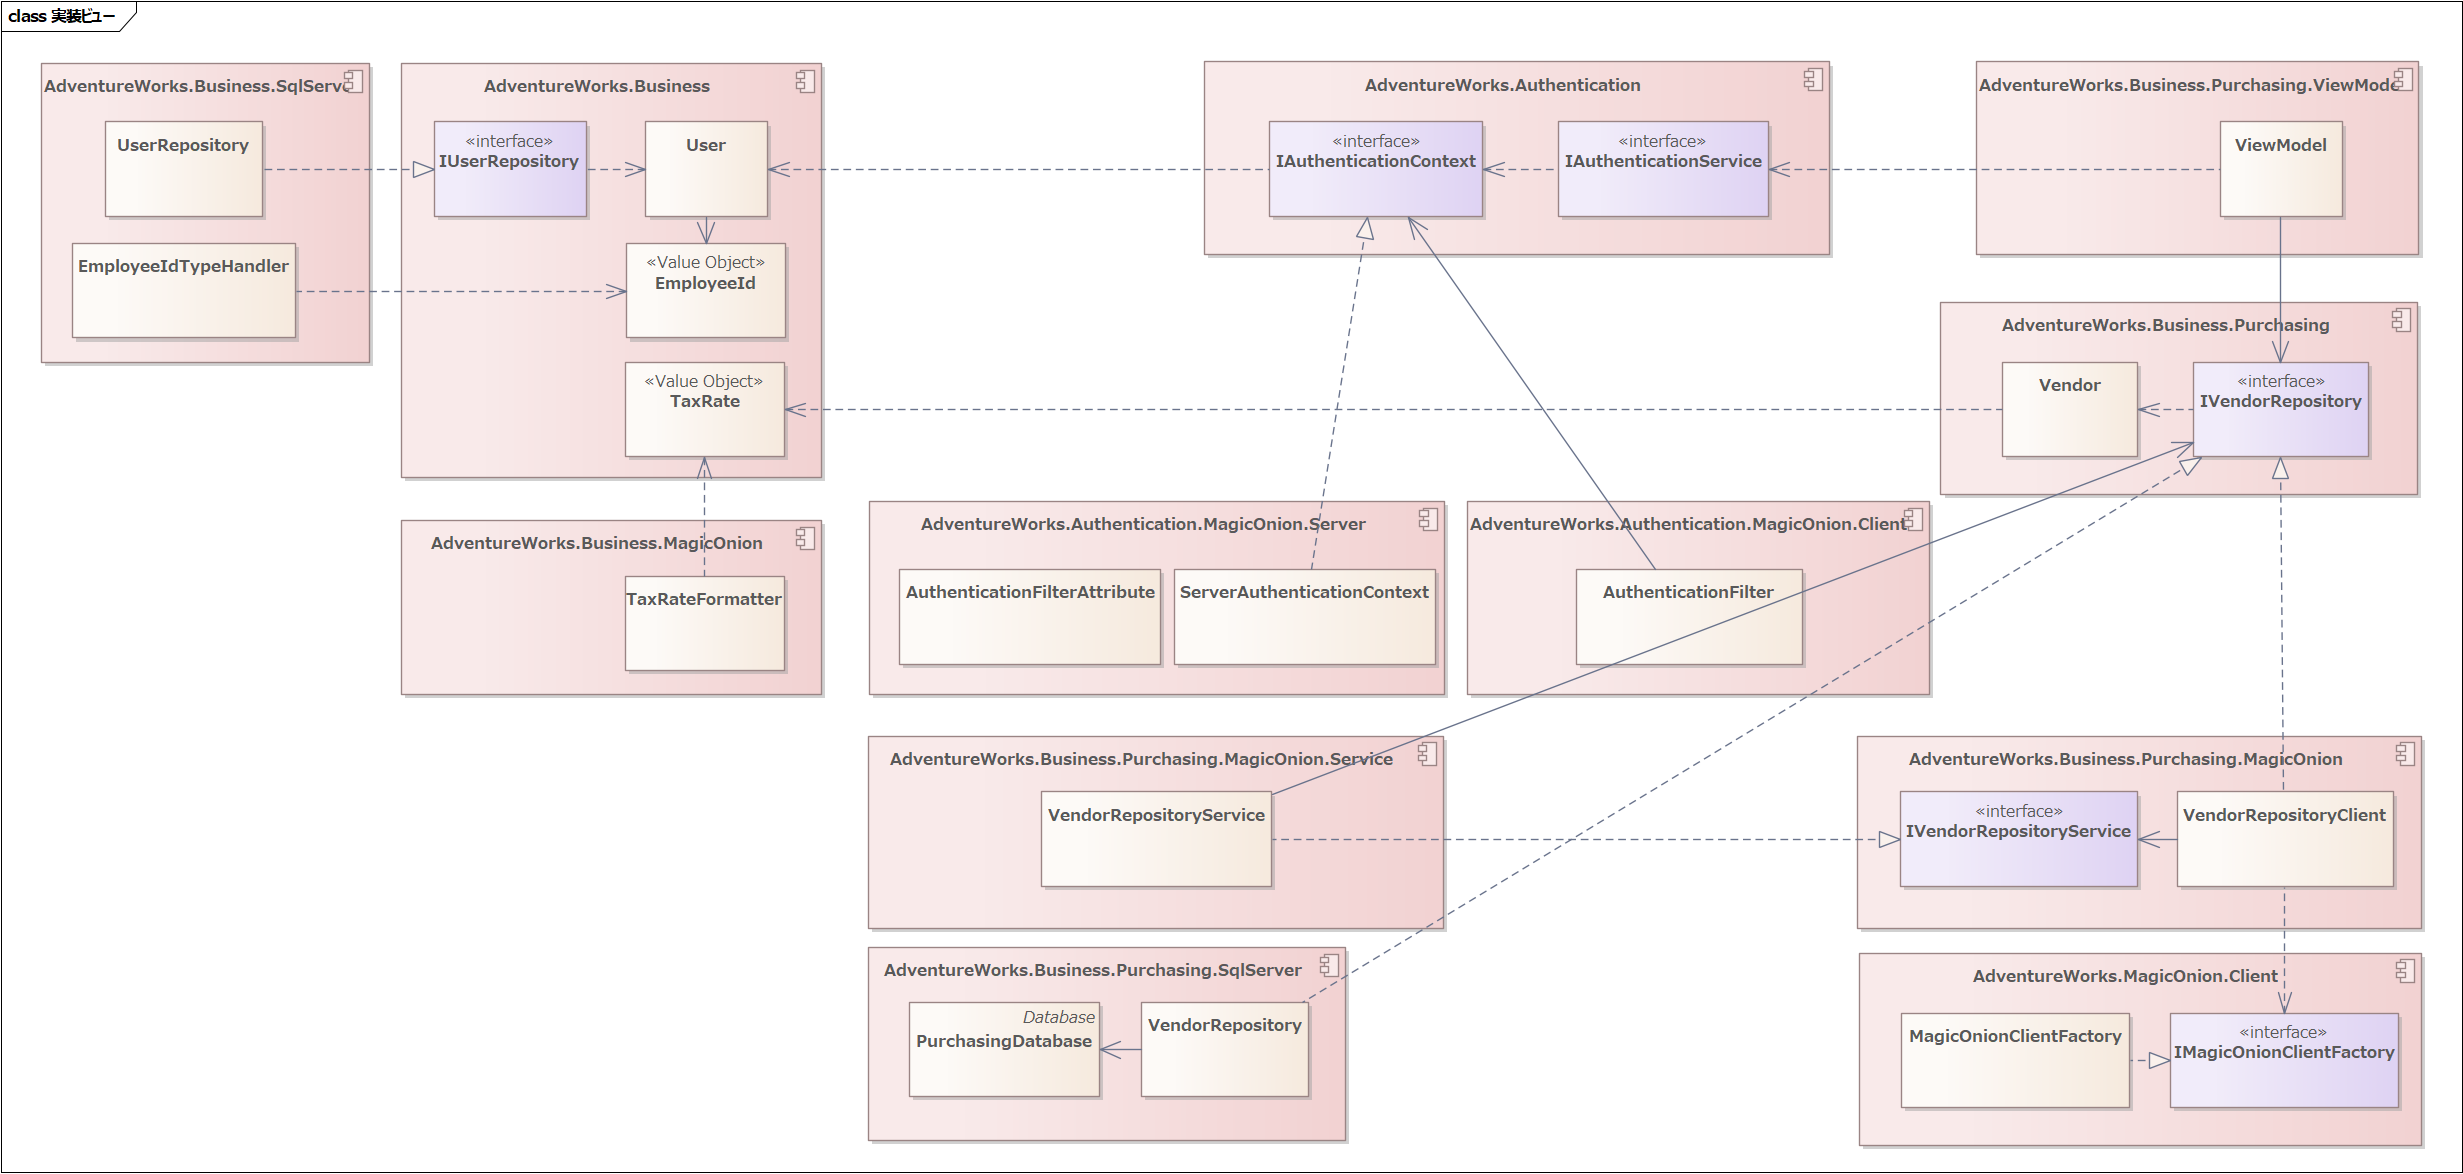 class 実装ビュー
AdventureWorks.Business.SqlServe
UserRepository
EmployeeIdTypeHandler
AdventureWorks.Business
«interface»
IUserRepository
User
«Value Object»
EmployeeId
«Value Object»
TaxRate
AdventureWorks.Business.MagicOnion
TaxRateFormatter
AdventureWorks.Authentication
«interface»
IAuthenticationContext
«interface»
IAuthenticationService
AdventureWorks.Business.Purchasing.ViewMode
ViewModel
AdventureWorks.Business.Purchasing
Vendor
«interface»
IVendorRepository
AdventureWorks.Authentication.MagicOnion.Server
AuthenticationFilterAttribute
ServerAuthenticationContext
AdventureWorks.Authentication.MagicOnion.Client
AuthenticationFilter
AdventureWorks.Business.Purchasing.MagicOnion.Service
VendorRepositoryService
AdventureWorks.Business.Purchasing.MagicOnion
«interface»
IVendorRepositoryService
VendorRepositoryClient
AdventureWorks.Business.Purchasing.SqlServer
Database
PurchasingDatabase
VendorRepository
AdventureWorks.MagicOnion.Client
MagicOnionClientFactory
«interface»
IMagicOnionClientFactory